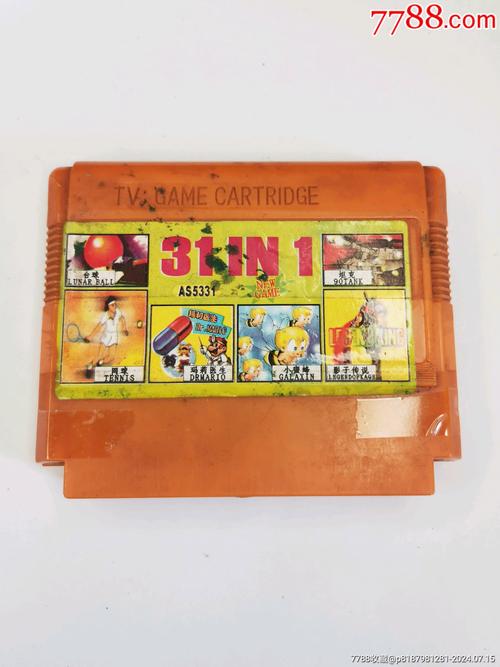 7788.com
TV GAME CARTRIDGE
31 IN 1
AS5331
NEW
GAME
台球
LUNAR BALL
坦克
90TANK
网球
TENNIS
玛莉医生
DRMARIO
小蜜蜂
GALAXIN
影子传说
LEGENDOFKAGE
7788收藏@p8187981281-2024.07.15